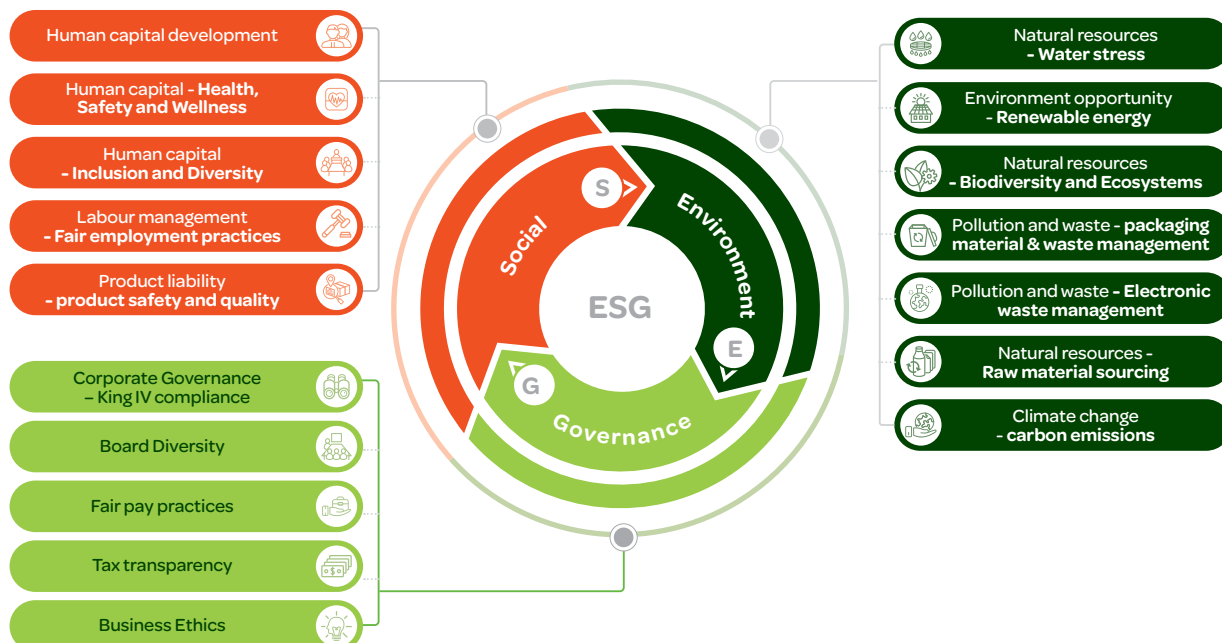 Human capital development
Human capital - Health,
Safety and Wellness
Human capital
- Inclusion and Diversity
Labour management
- Fair employment practices
Product liability
- product safety and quality
Corporate Governance
– King IV compliance
Board Diversity
Fair pay practices
Tax transparency
Business Ethics
Social
S
Environment
E
Governance
G
ESG
Natural resources
- Water stress
Environment opportunity
- Renewable energy
Natural resources
- Biodiversity and Ecosystems
Pollution and waste - packaging
material & waste management
Pollution and waste - Electronic
waste management
Natural resources -
Raw material sourcing
Climate change
- carbon emissions